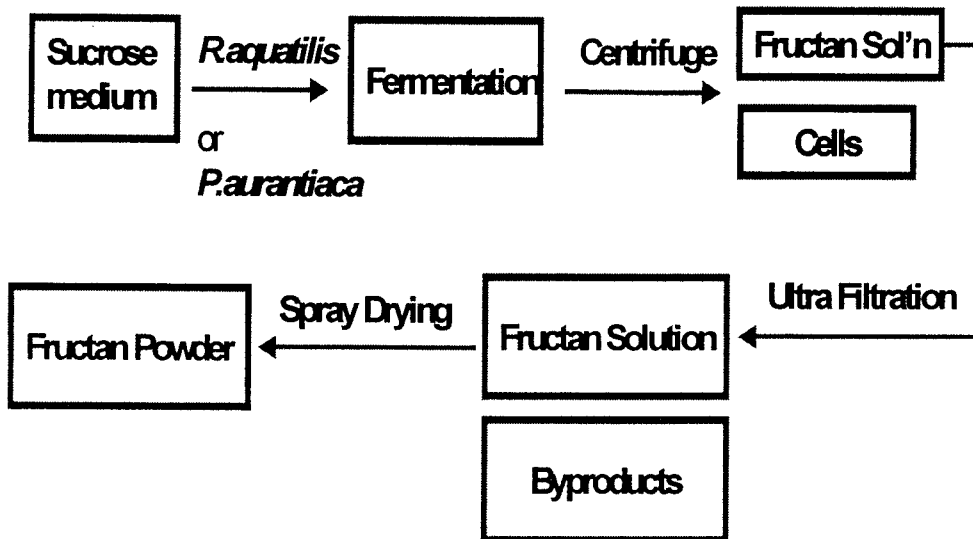 Sucrose
medium
R.aquatilis
or
P.aurantiaca
Fermentation
Centrifuge
Fructan Sol'n
Cells
Ultra Filtration
Fructan Solution
Byproducts
Spray Drying
Fructan Powder